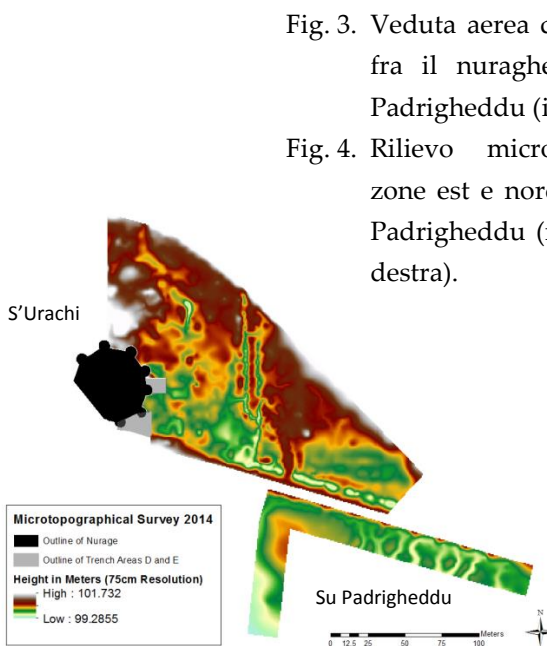 Fig. 3. Veduta aerea
fra il nuraghe
Padrigheddu
Fig. 4. Rilievo
zone est e
Padrigheddu
destra).
S'Urachi
Microtopographical Survey 2014
Outline of Nurage
Outline of Trench Areas D and E
Height in Meters (75cm Resolution)
High : 101.732
Low : 99.2855
Su Padrigheddu
N
Meters
0 12.5 25 50 75 100